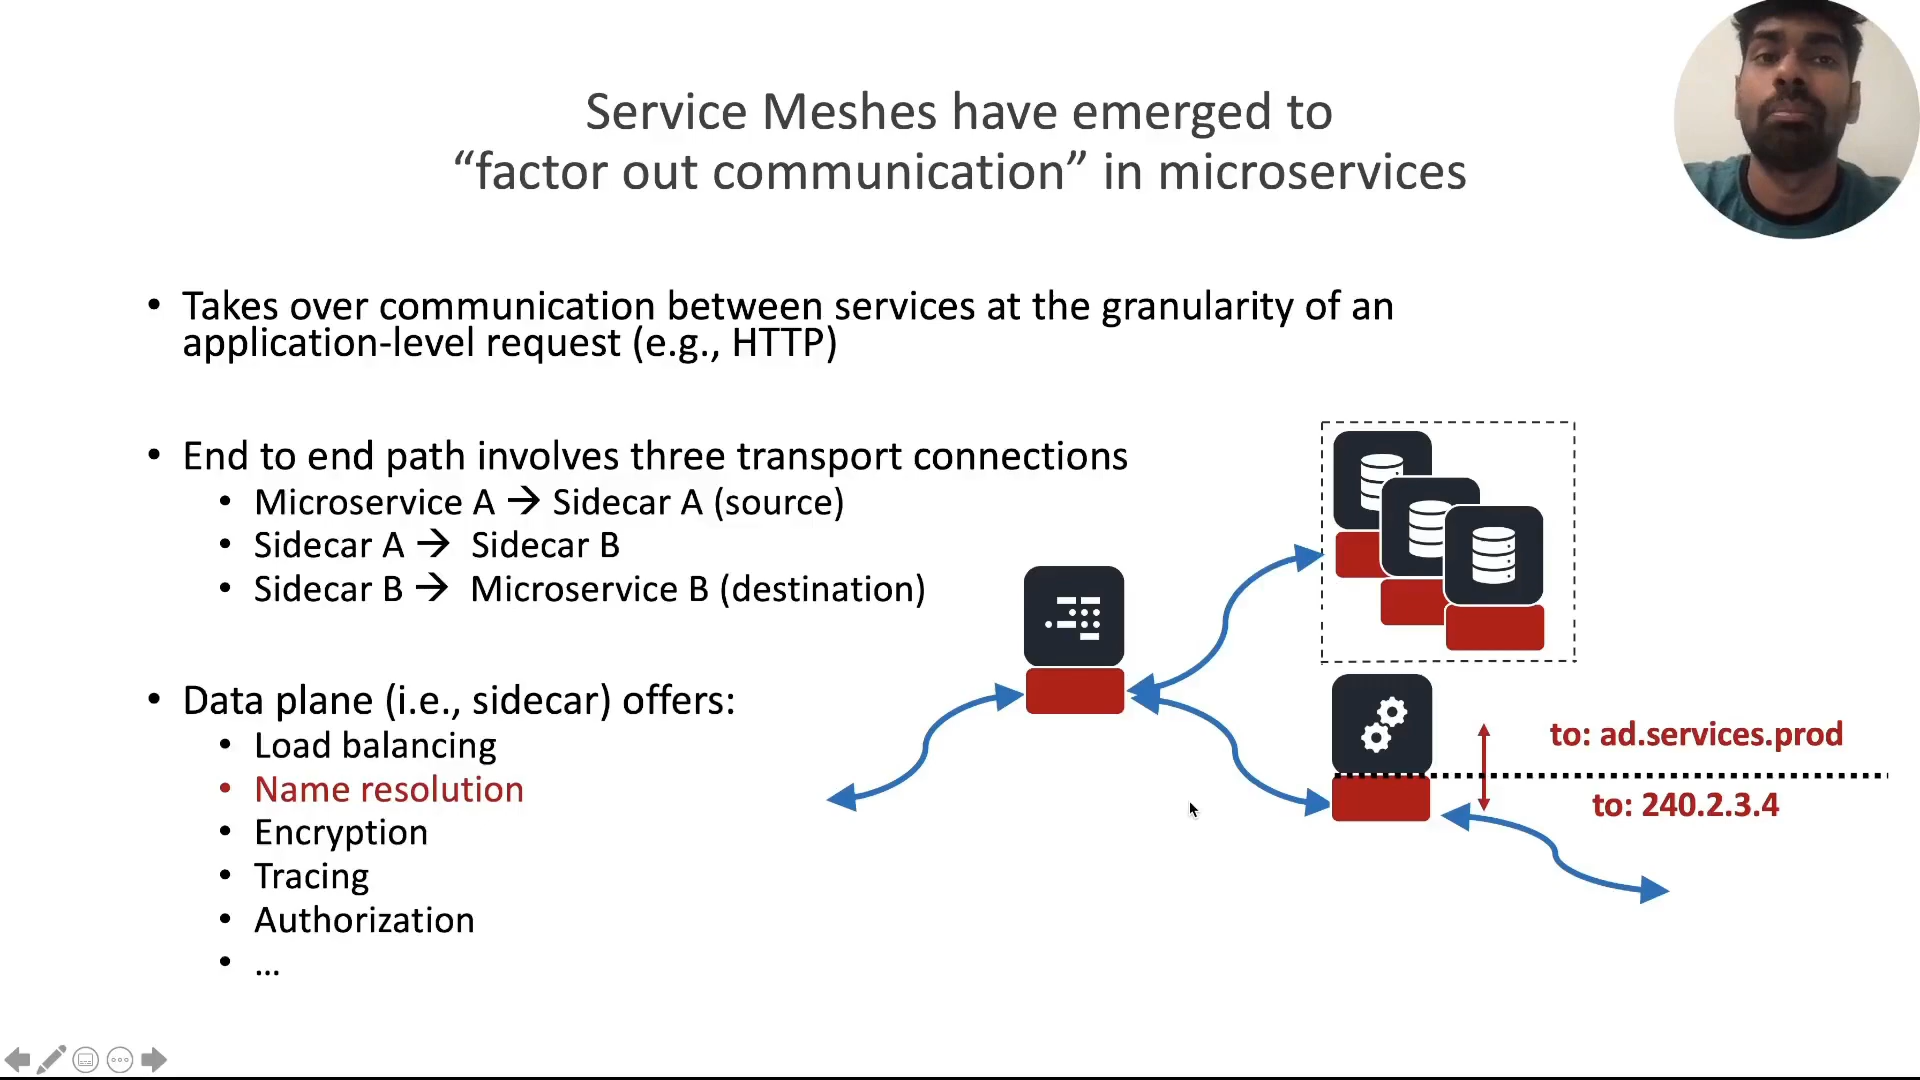 Service Meshes have emerged to
“factor out communication” in microservices
• Takes over communication between services at the granularity of an
application-level request (e.g., HTTP)
• End to end path involves three transport connections
• Microservice A → Sidecar A (source)
• Sidecar A → Sidecar B
• Sidecar B → Microservice B (destination)
• Data plane (i.e., sidecar) offers:
• Load balancing
• Name resolution
• Encryption
• Tracing
• Authorization
• ...
to: ad.services.prod
to: 240.2.3.4